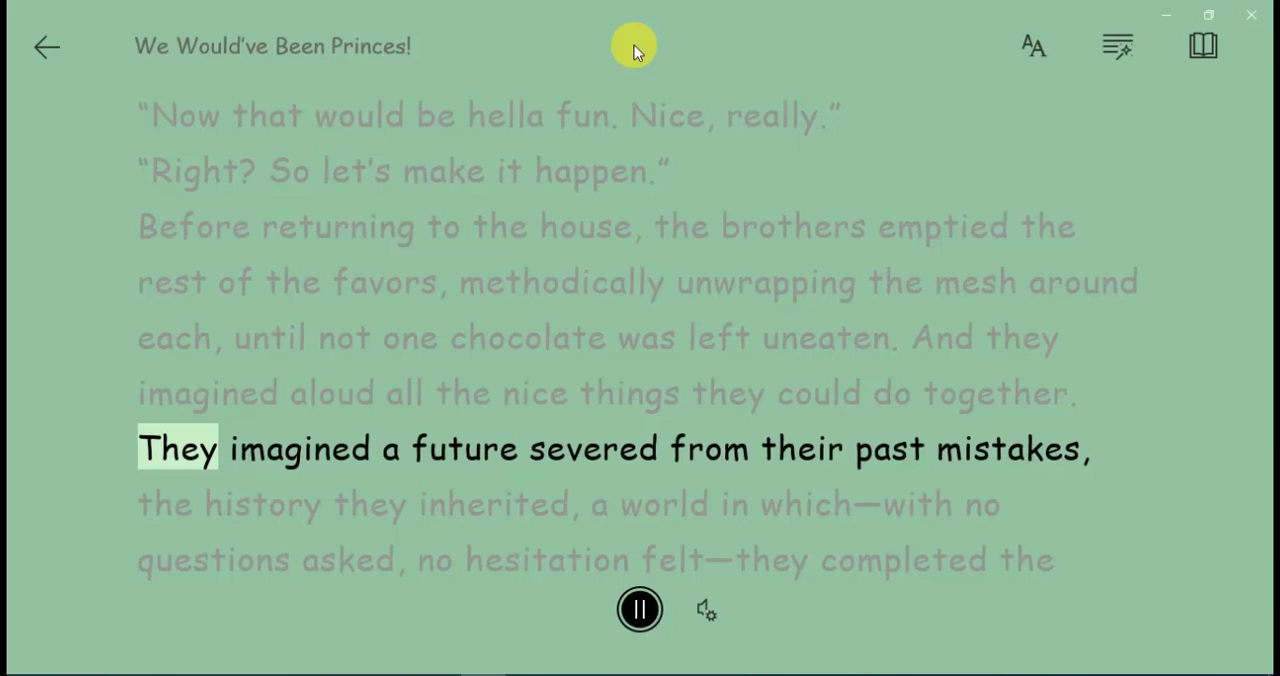 We Would've Been Princes!
AA
“Now that would be hella fun. Nice, really.”
“Right? So let’s make it happen.”
Before returning to the house, the brothers emptied the
rest of the favors, methodically unwrapping the mesh around
each, until not one chocolate was left uneaten. And they
imagined aloud all the nice things they could do together.
They imagined a future severed from their past mistakes,
the history they inherited, a world in which—with no
questions asked, no hesitation felt—they completed the